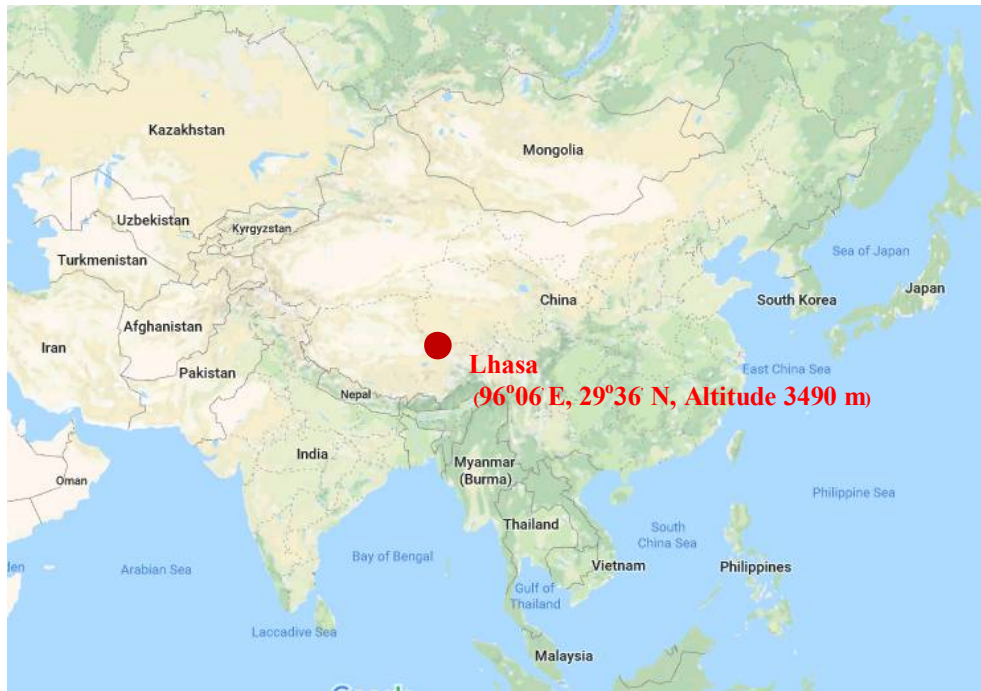 Kazakhstan
Mongolia
Uzbekistan
Kyrgyzstan
Turkmenistan
Sea of Japan
Japan
China
South Korea
Afghanistan
Iran
Lhasa
East China Sea
Pakistan
Nepal
(96°06′E, 29°36′ N, Altitude 3490 m)
India
Myanmar
(Burma)
Oman
Philippine Sea
Thailand
South
China Sea
Bay of Bengal
Arabian Sea
den
Vietnam
Philippines
Gulf of
Thailand
Laccadive Sea
Malaysia